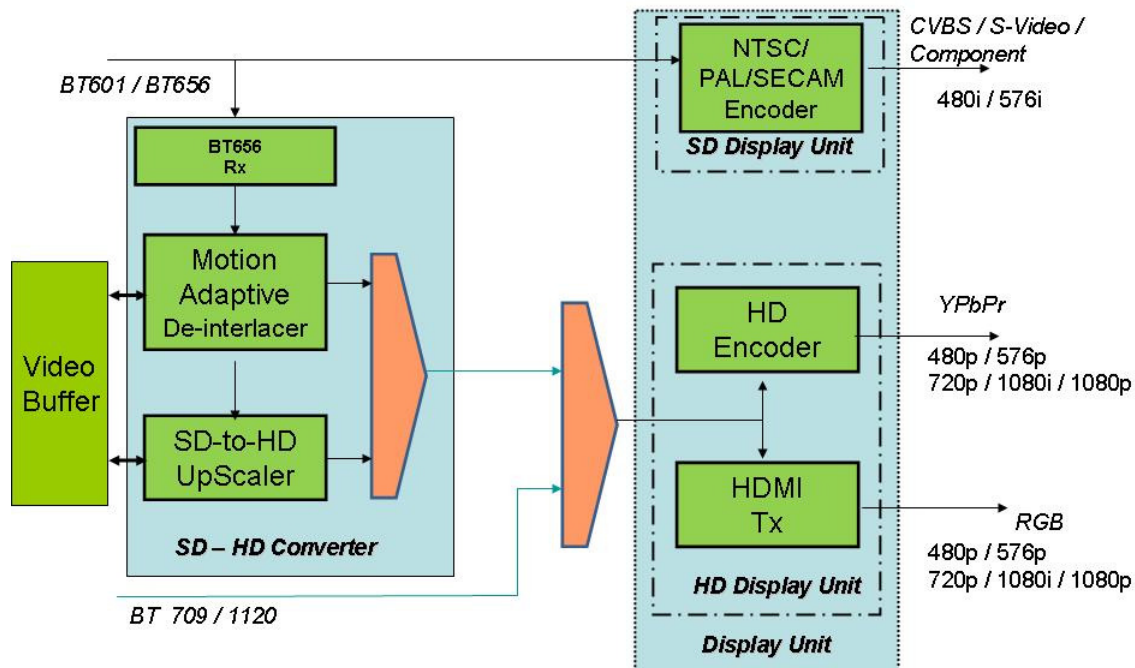 CVBS / S-Video /
Component
480i / 576i
NTSC/
PAL/SECAM
Encoder
SD Display Unit
BT601 / BT656
BT656
Rx
Motion
Adaptive
De-interlacer
Video
Buffer
SD-to-HD
UpScaler
SD – HD Converter
BT 709 / 1120
HD
Encoder
YPbPr
480p / 576p
720p / 1080i / 1080p
HDMI
Tx
RGB
480p / 576p
720p / 1080i / 1080p
HD Display Unit
Display Unit